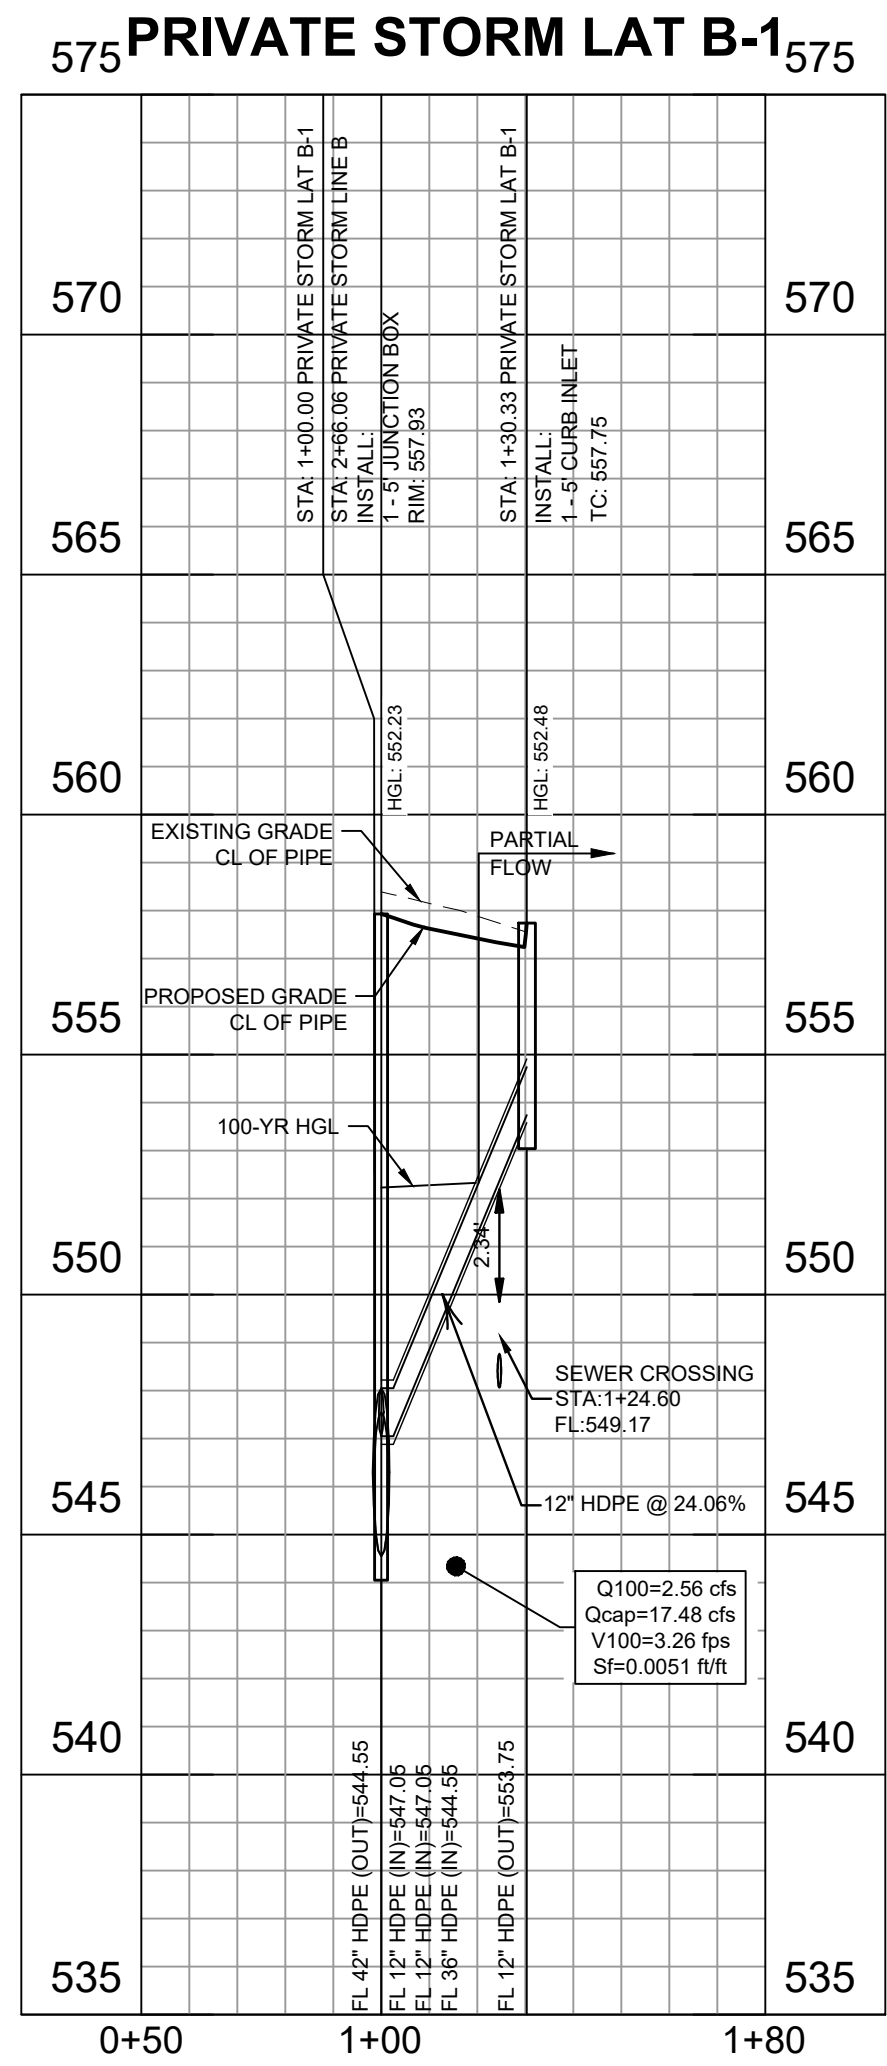 PRIVATE STORM LAT B-1
575
575
STA: 1+00.00 PRIVATE STORM LAT B-1
STA: 2+66.06 PRIVATE STORM LINE B
INSTALL:
1 - 5' JUNCTION BOX
RIM: 557.93
STA: 1+30.33 PRIVATE STORM LAT B-1
INSTALL:
1 - 5' CURB INLET
TC: 557.75
570
570
565
565
HGL: 552.23
HGL: 552.48
560
560
EXISTING GRADE
CL OF PIPE
PARTIAL
FLOW
PROPOSED GRADE
CL OF PIPE
555
555
100-YR HGL
2.34'
550
550
SEWER CROSSING
STA:1+24.60
FL:549.17
545
545
12" HDPE @ 24.06%
Q100=2.56 cfs
Qcap=17.48 cfs
V100=3.26 fps
Sf=0.0051 ft/ft
540
540
FL 42" HDPE (OUT)=544.55
FL 12" HDPE (IN)=547.05
FL 12" HDPE (IN)=547.05
FL 36" HDPE (IN)=544.55
FL 12" HDPE (OUT)=553.75
535
535
0+50
1+00
1+80